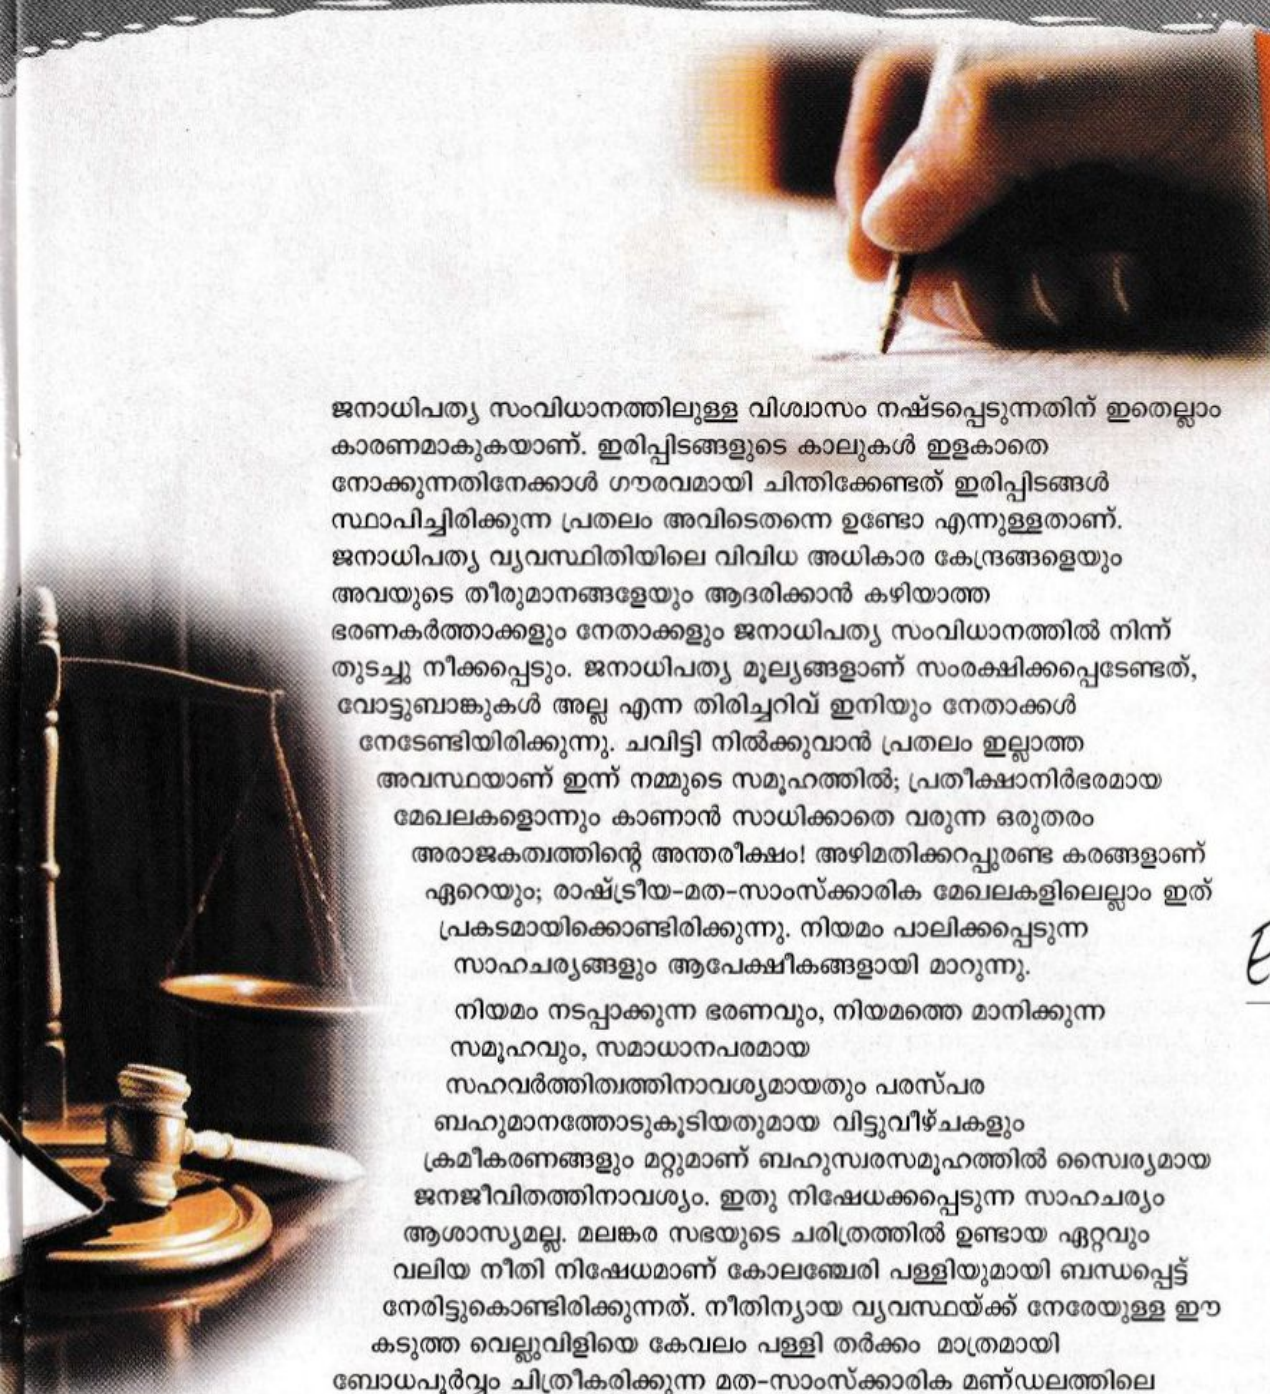 ജനാധിപത്യ സംവിധാനത്തിലുള്ള വിശ്വാസം നഷ്ടപ്പെടുന്നതിന് ഇതെല്ലാം
കാരണമാകുകയാണ്. ഇരിപ്പിടങ്ങളുടെ കാലുകൾ ഇളകാതെ
നോക്കുന്നതിനേക്കാൾ ഗൗരവമായി ചിന്തിക്കേണ്ടത് ഇരിപ്പിടങ്ങൾ
സ്ഥാപിച്ചിരിക്കുന്ന പ്രതലം അവിടെതന്നെ ഉണ്ടോ എന്നുള്ളതാണ്.
ജനാധിപത്യ വ്യവസ്ഥിതിയിലെ വിവിധ അധികാര കേന്ദ്രങ്ങളെയും
അവയുടെ തീരുമാനങ്ങളേയും ആദരിക്കാൻ കഴിയാത്ത
ഭരണകർത്താക്കളും നേതാക്കളും ജനാധിപത്യ സംവിധാനത്തിൽ നിന്ന്
തുടച്ചു നീക്കപ്പെടും. ജനാധിപത്യ മൂല്യങ്ങളാണ് സംരക്ഷിക്കപ്പെടേണ്ടത്,
വോട്ടുബാങ്കുകൾ അല്ല എന്ന തിരിച്ചറിവ് ഇനിയും നേതാക്കൾ
നേടേണ്ടിയിരിക്കുന്നു. ചവിട്ടി നിൽക്കുവാൻ പ്രതലം ഇല്ലാത്ത
അവസ്ഥയാണ് ഇന്ന് നമ്മുടെ സമൂഹത്തിൽ; പ്രതീക്ഷാനിർഭരമായ
മേഖലകളൊന്നും കാണാൻ സാധിക്കാതെ വരുന്ന ഒരുതരം
അരാജകത്വത്തിന്റെ അന്തരീക്ഷം! അഴിമതിക്കറപ്പുരണ്ട കരങ്ങളാണ്
ഏറെയും; രാഷ്ട്രീയ-മത-സാംസ്ക്കാരിക മേഖലകളിലെല്ലാം ഇത്
പ്രകടമായിക്കൊണ്ടിരിക്കുന്നു. നിയമം പാലിക്കപ്പെടുന്ന
സാഹചര്യങ്ങളും ആപേക്ഷീകങ്ങളായി മാറുന്നു.
നിയമം നടപ്പാക്കുന്ന ഭരണവും, നിയമത്തെ മാനിക്കുന്ന
സമൂഹവും, സമാധാനപരമായ
സഹവർത്തിത്വത്തിനാവശ്യമായതും പരസ്പര
ബഹുമാനത്തോടുകൂടിയതുമായ വിട്ടുവീഴ്ചകളും
ക്രമീകരണങ്ങളും മറ്റുമാണ് ബഹുസ്വരസമൂഹത്തിൽ സ്വൈര്യമായ
ജനജീവിതത്തിനാവശ്യം. ഇതു നിഷേധക്കപ്പെടുന്ന സാഹചര്യം
ആശാസ്യമല്ല. മലങ്കര സഭയുടെ ചരിത്രത്തിൽ ഉണ്ടായ ഏറ്റവും
വലിയ നീതി നിഷേധമാണ് കോലഞ്ചേരി പള്ളിയുമായി ബന്ധപ്പെട്ട്
നേരിട്ടുകൊണ്ടിരിക്കുന്നത്. നീതിന്യായ വ്യവസ്ഥയ്ക്ക് നേരേയുള്ള ഈ
കടുത്ത വെല്ലുവിളിയെ കേവലം പള്ളി തർക്കം മാത്രമായി
ബോധപൂർവ്വം ചിത്രീകരിക്കുന്ന മത-സാംസ്ക്കാരിക മണ്ഡലത്തിലെ